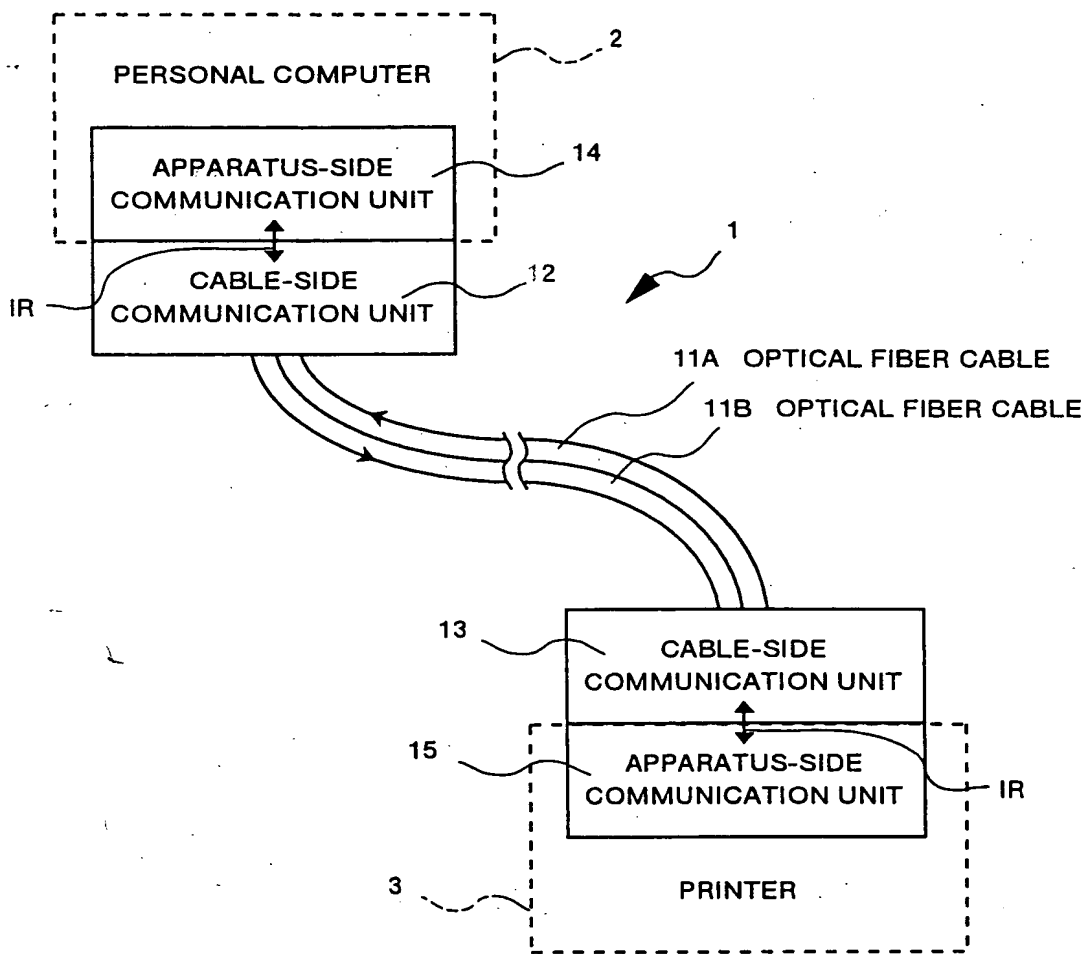 2
PERSONAL COMPUTER
APPARATUS-SIDE
COMMUNICATION UNIT
14
1
CABLE-SIDE
COMMUNICATION UNIT
12
IR
11A OPTICAL FIBER CABLE
11B OPTICAL FIBER CABLE
13
CABLE-SIDE
COMMUNICATION UNIT
15
APPARATUS-SIDE
COMMUNICATION UNIT
IR
3
PRINTER